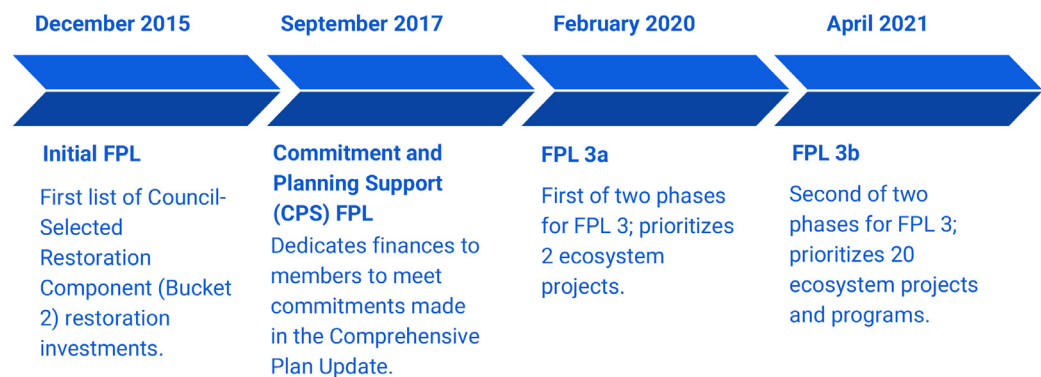 December 2015
September 2017
February 2020
April 2021
Initial FPL
First list of Council-
Selected
Restoration
Component (Bucket
2) restoration
investments.
Commitment and
Planning Support
(CPS) FPL
Dedicates finances to
members to meet
commitments made
in the Comprehensive
Plan Update.
FPL 3a
First of two phases
for FPL 3; prioritizes
2 ecosystem
projects.
FPL 3b
Second of two
phases for FPL 3;
prioritizes 20
ecosystem projects
and programs.